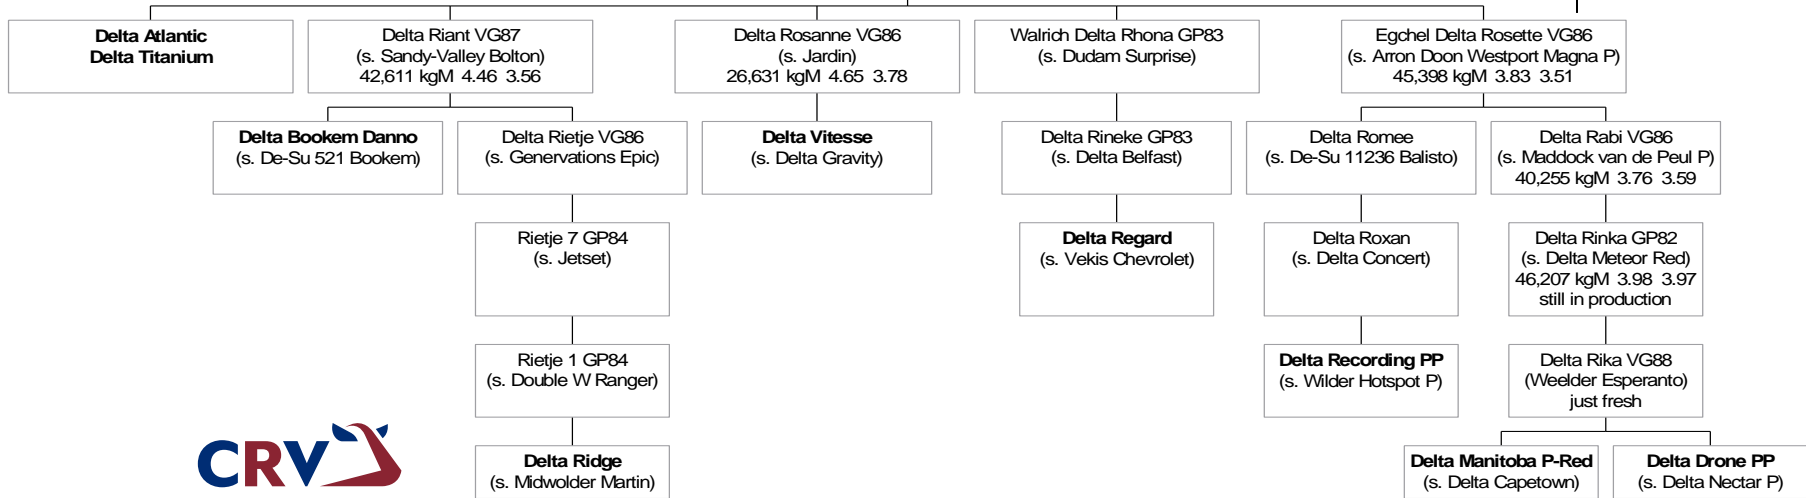 Delta Atlantic
Delta Titanium
Delta Riant VG87
(s. Sandy-Valley Bolton)
42,611 kgM 4.46 3.56
Delta Rosanne VG86
(s. Jardin)
26,631 kgM 4.65 3.78
Walrich Delta Rhona GP83
(s. Dudam Surprise)
Egchel Delta Rosette VG86
(s. Arron Doon Westport Magna P)
45,398 kgM 3.83 3.51
Delta Bookem Danno
(s. De-Su 521 Bookem)
Delta Rietje VG86
(s. Genervations Epic)
Delta Vitesse
(s. Delta Gravity)
Delta Rineke GP83
(s. Delta Belfast)
Delta Romee
(s. De-Su 11236 Balisto)
Delta Rabi VG86
(s. Maddock van de Peul P)
40,255 kgM 3.76 3.59
Rietje 7 GP84
(s. Jetset)
Delta Regard
(s. Vekis Chevrolet)
Delta Roxan
(s. Delta Concert)
Delta Rinka GP82
(s. Delta Meteor Red)
46,207 kgM 3.98 3.97
still in production
Rietje 1 GP84
(s. Double W Ranger)
Delta Recording PP
(s. Wilder Hotspot P)
Delta Rika VG88
(Weelder Esperanto)
just fresh
CRV
Delta Ridge
(s. Midwolder Martin)
Delta Manitoba P-Red
(s. Delta Capetown)
Delta Drone PP
(s. Delta Nectar P)